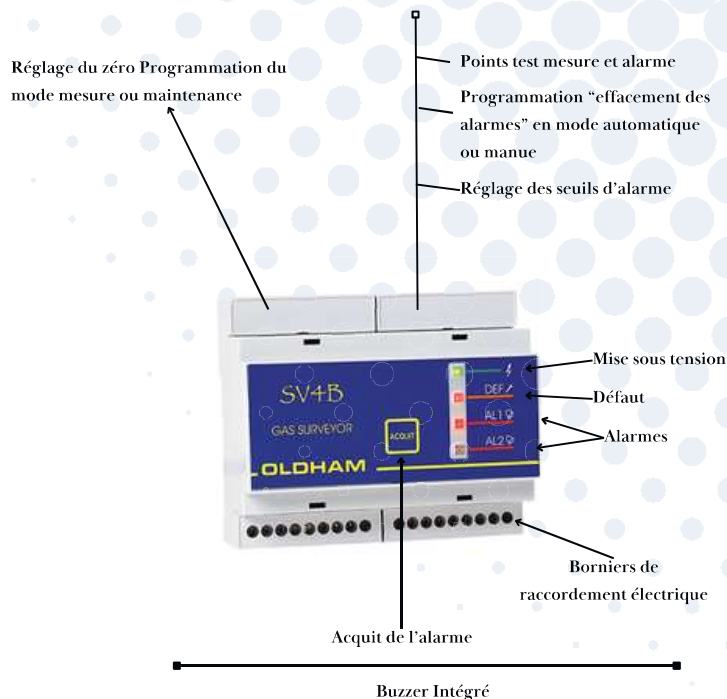 Réglage du zéro Programmation du
mode mesure ou maintenance
Points test mesure et alarme
Programmation “effacement des
alarmes” en mode automatique
ou manue
Réglage des seuils d’alarme
Mise sous tension
Défaut
Alarmes
SV4B
GAS SURVEYOR
ACQUIT
DEF
AL1
AL2
OLDHAM
Borniers de
raccordement électrique
Acquit de l’alarme
Buzzer Intégré